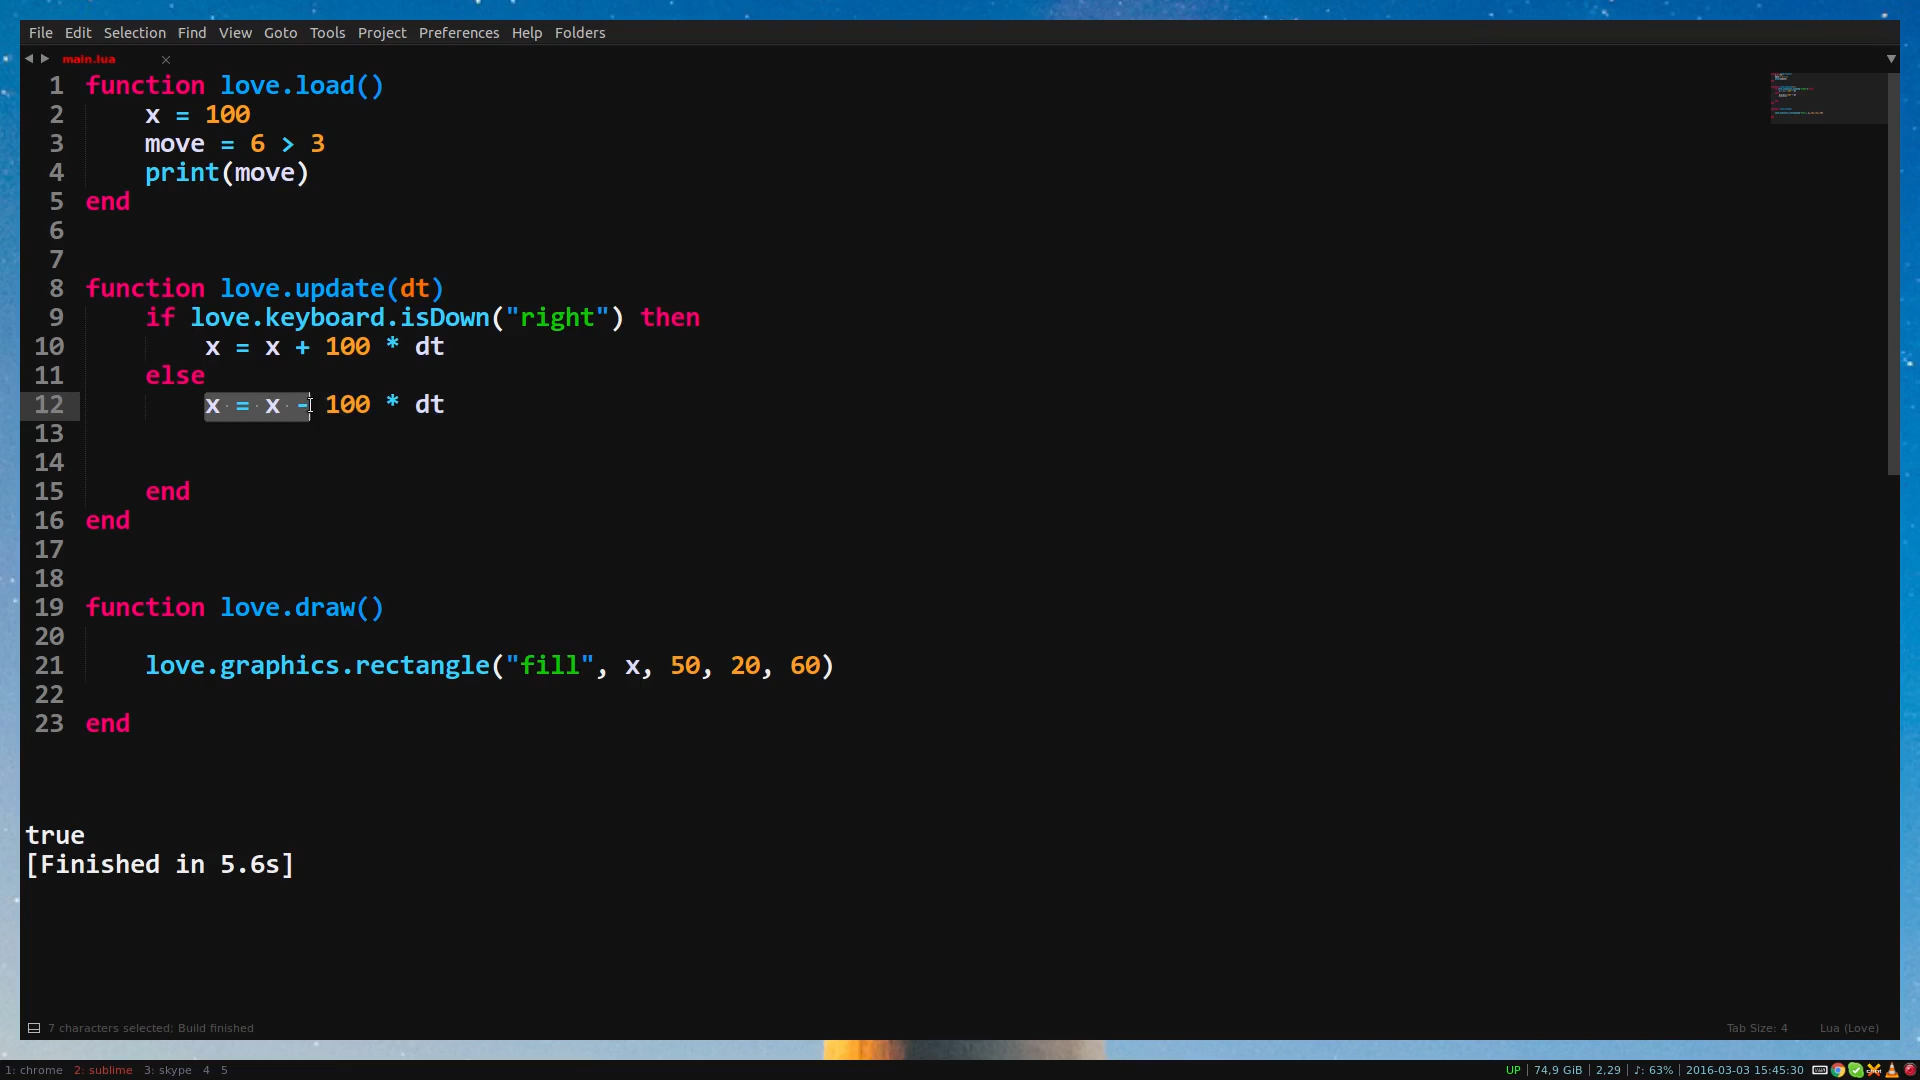 File Edit Selection Find View Goto Tools Project Preferences Help Folders
main.lua
1 function love.load()
2 x = 100
3 move = 6 > 3
4 print(move)
5 end
6
7
8 function love.update(dt)
9 if love.keyboard.isDown("right") then
10 x = x + 100 * dt
11 else
12 x = x - 100 * dt
13
14
15 end
16 end
17
18
19 function love.draw()
20
21 love.graphics.rectangle("fill", x, 50, 20, 60)
22
23 end
true
[Finished in 5.6s]
7 characters selected; Build finished Tab Size: 4 Lua (Love)
1: chrome 2: sublime 3: skype 4 5 UP | 74,9 GiB | 2,29 | ♪: 63% | 2016-03-03 15:45:30